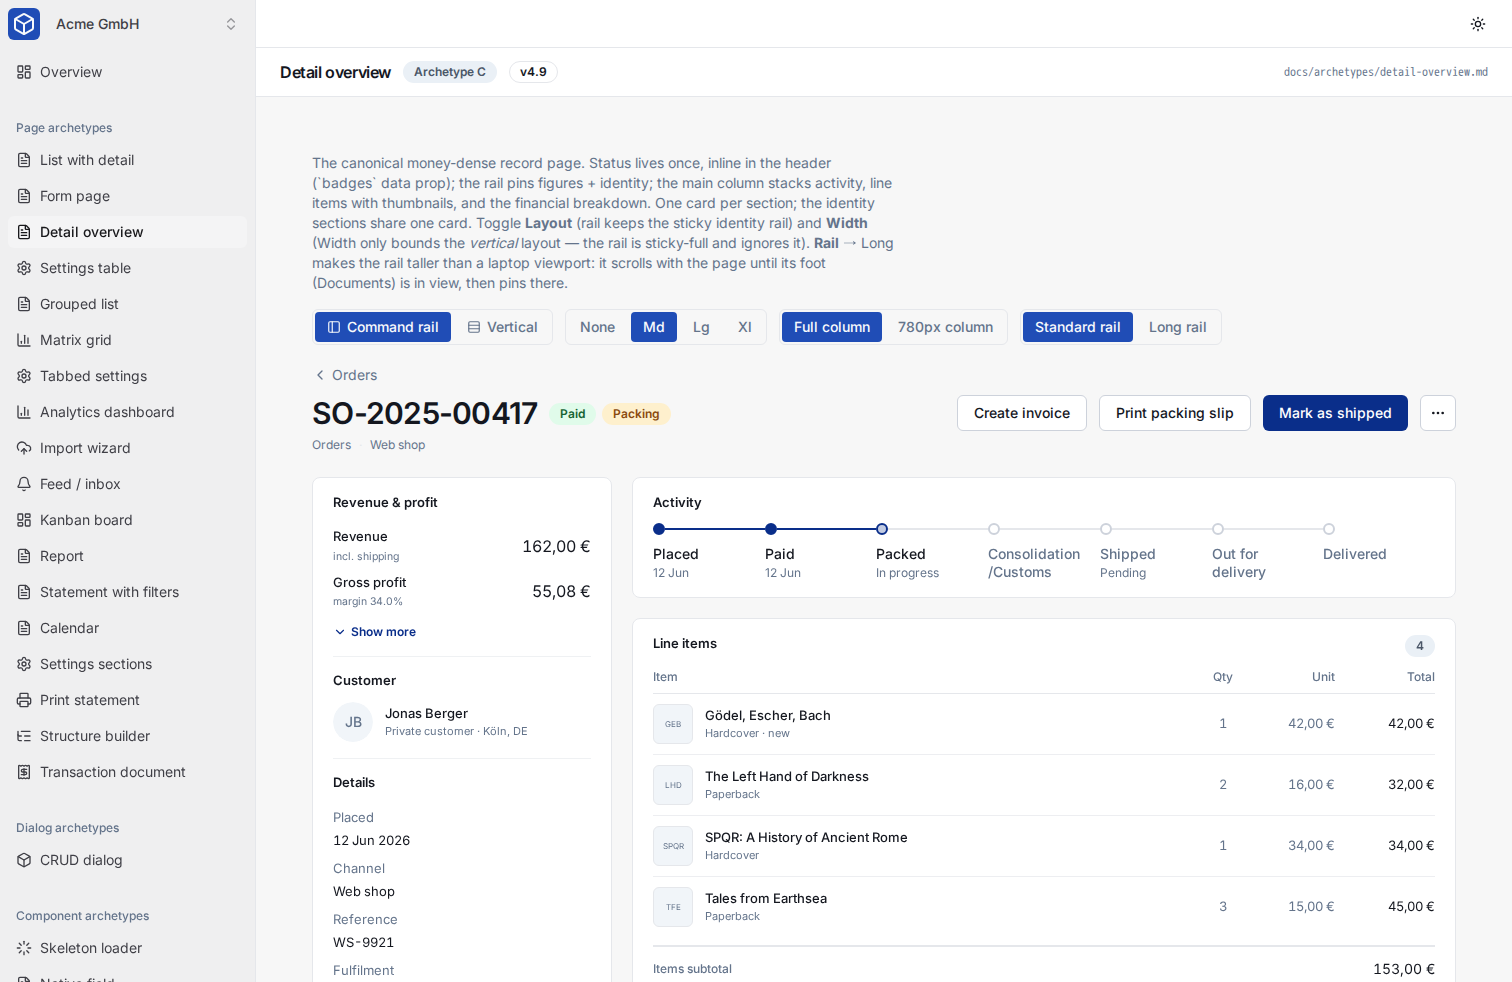 Acme GmbH
Overview
Page archetypes
List with detail
Form page
Detail overview
Settings table
Grouped list
Matrix grid
Tabbed settings
Analytics dashboard
Import wizard
Feed / inbox
Kanban board
Report
Statement with filters
Calendar
Settings sections
Print statement
Structure builder
Transaction document
Dialog archetypes
CRUD dialog
Component archetypes
Skeleton loader
Detail overview Archetype C v4.9 docs/archetypes/detail-overview.md
The canonical money-dense record page. Status lives once, inline in the header
(`badges` data prop); the rail pins figures + identity; the main column stacks activity, line
items with thumbnails, and the financial breakdown. One card per section; the identity
sections share one card. Toggle Layout (rail keeps the sticky identity rail) and Width
(Width only bounds the vertical layout — the rail is sticky-full and ignores it). Rail → Long
makes the rail taller than a laptop viewport: it scrolls with the page until its foot
(Documents) is in view, then pins there.
Command rail Vertical None Md Lg Xl Full column 780px column Standard rail Long rail
Orders
SO-2025-00417 Paid Packing Create invoice Print packing slip Mark as shipped
Orders · Web shop
Revenue & profit
Revenue
incl. shipping
162,00 €
Gross profit
margin 34.0%
55,08 €
Show more
Customer
JB
Jonas Berger
Private customer · Köln, DE
Details
Placed
12 Jun 2026
Channel
Web shop
Reference
WS-9921
Fulfilment
Activity
Placed
12 Jun
Paid
12 Jun
Packed
In progress
Consolidation
/Customs
Shipped
Pending
Out for
delivery
Delivered
Line items 4
Item Qty Unit Total
GEB
Gödel, Escher, Bach
Hardcover · new
1 42,00 € 42,00 €
LHD
The Left Hand of Darkness
Paperback
2 16,00 € 32,00 €
SPQR
SPQR: A History of Ancient Rome
Hardcover
1 34,00 € 34,00 €
TFE
Tales from Earthsea
Paperback
3 15,00 € 45,00 €
Items subtotal 153,00 €